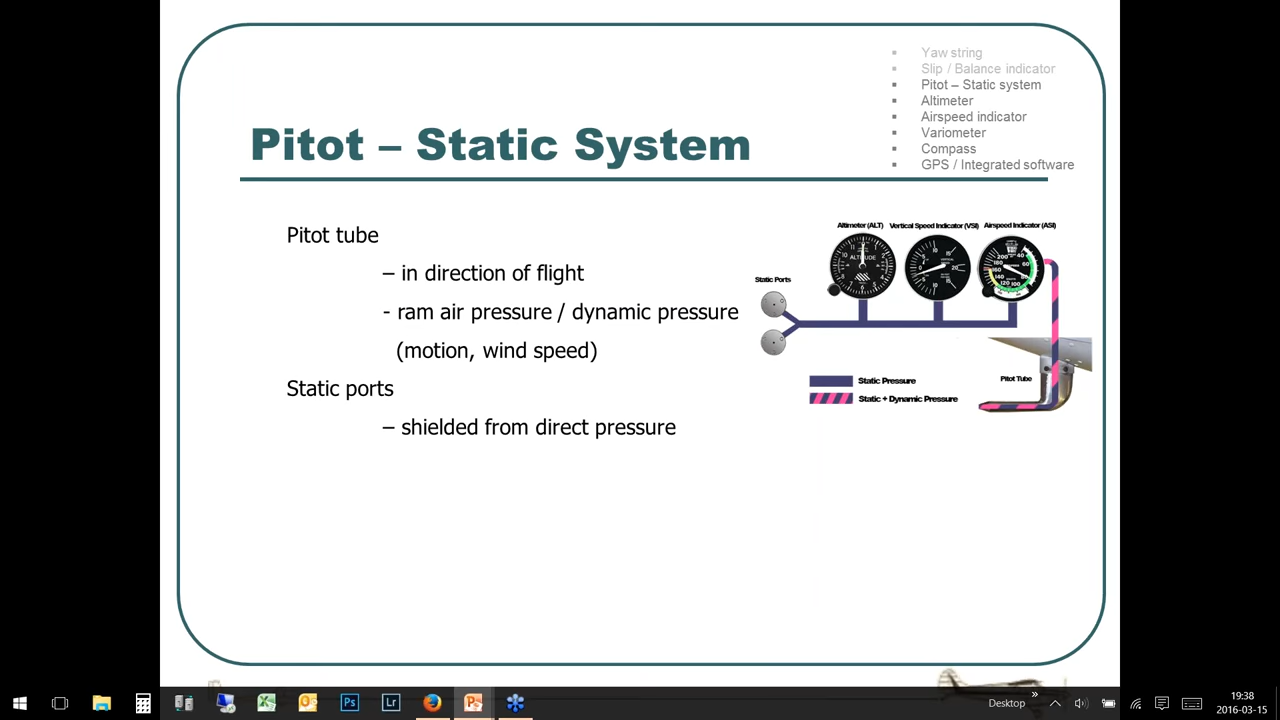 Yaw string
Slip / Balance indicator
Pitot – Static system
Altimeter
Airspeed indicator
Variometer
Compass
GPS / Integrated software
Pitot – Static System
Pitot tube
– in direction of flight
- ram air pressure / dynamic pressure
(motion, wind speed)
Static ports
– shielded from direct pressure
Altimeter (ALT)
Vertical Speed Indicator (VSI)
Airspeed Indicator (ASI)
Static Ports
Pitot Tube
Static Pressure
Static + Dynamic Pressure
Ps
Lr
Desktop
19:38
2016-03-15